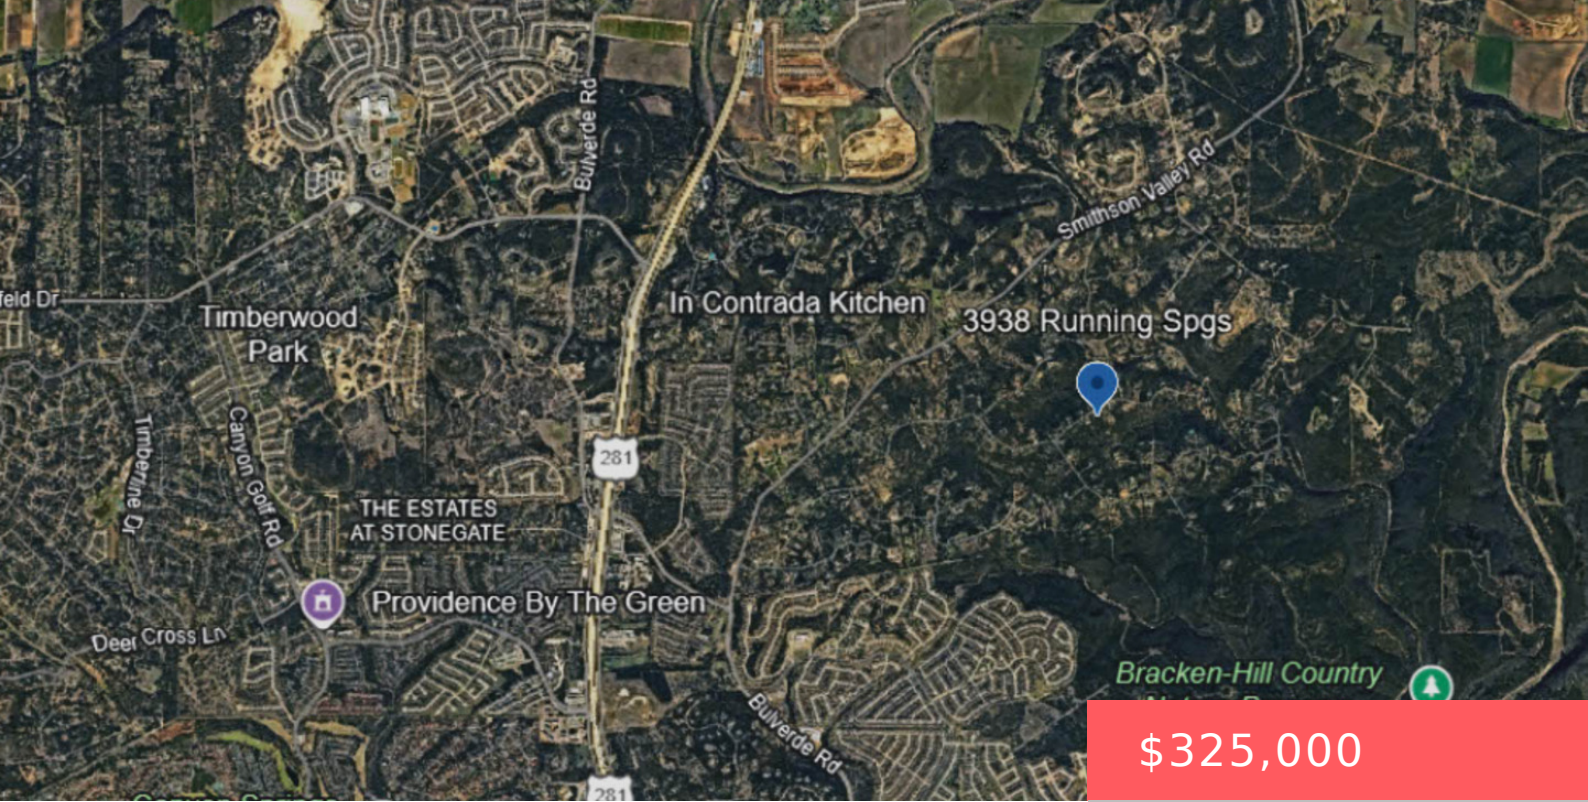 Bulverde Rd
Smithson Valley Rd
feld Dr
Timberwood
Park
In Contrada Kitchen
3938 Running Spgs
Timberline Dr
Canyon Golf Rd
281
THE ESTATES
AT STONEGATE
Providence By The Green
Deer Cross Ln
Bracken-Hill Country
Bulverde Rd
$325,000
281